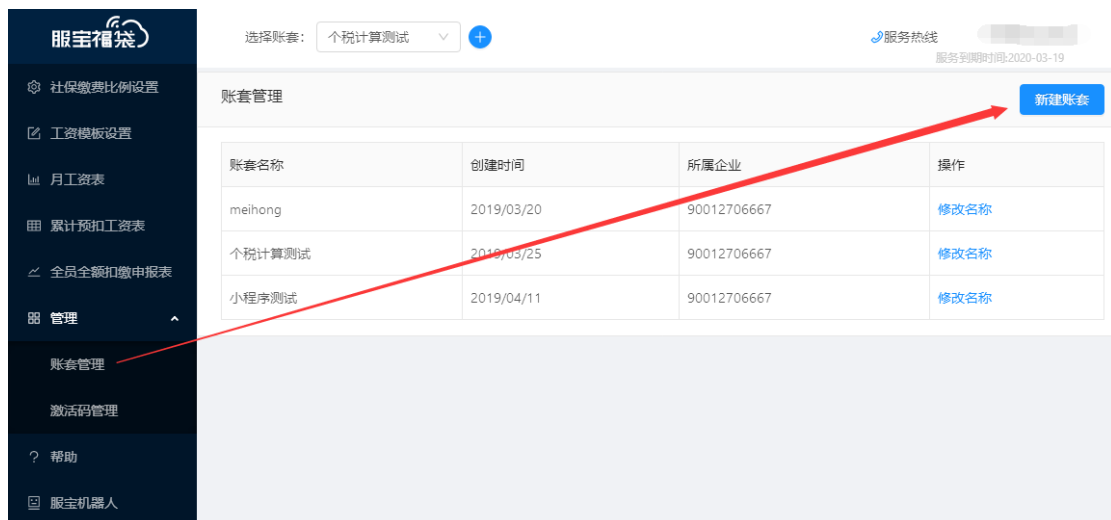 服宝福袋
选择账套： 个税计算测试
服务热线
服务到期时间:2020-03-19
社保缴费比例设置
工资模板设置
月工资表
累计预扣工资表
全员全额扣缴申报表
管理
账套管理
激活码管理
? 帮助
服宝机器人
账套管理 新建账套
账套名称 创建时间 所属企业 操作
meihong 2019/03/20 90012706667 修改名称
个税计算测试 2019/03/25 90012706667 修改名称
小程序测试 2019/04/11 90012706667 修改名称